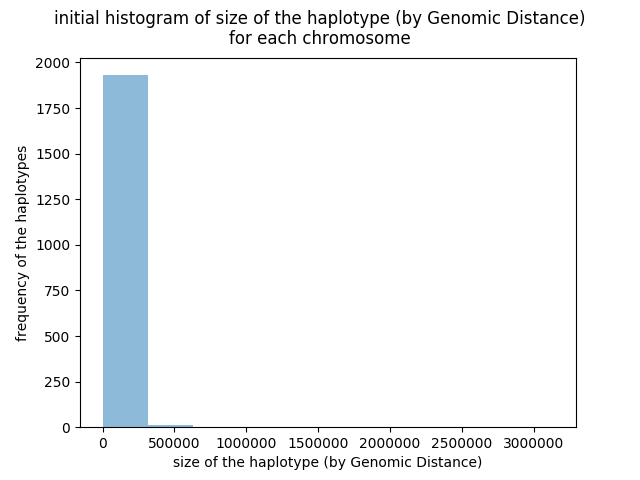 initial histogram of size of the haplotype (by Genomic Distance)
for each chromosome
2000
1750
1500
1250
1000
750
500
250
0
frequency of the haplotypes
0 500000 1000000 1500000 2000000 2500000 3000000
size of the haplotype (by Genomic Distance)